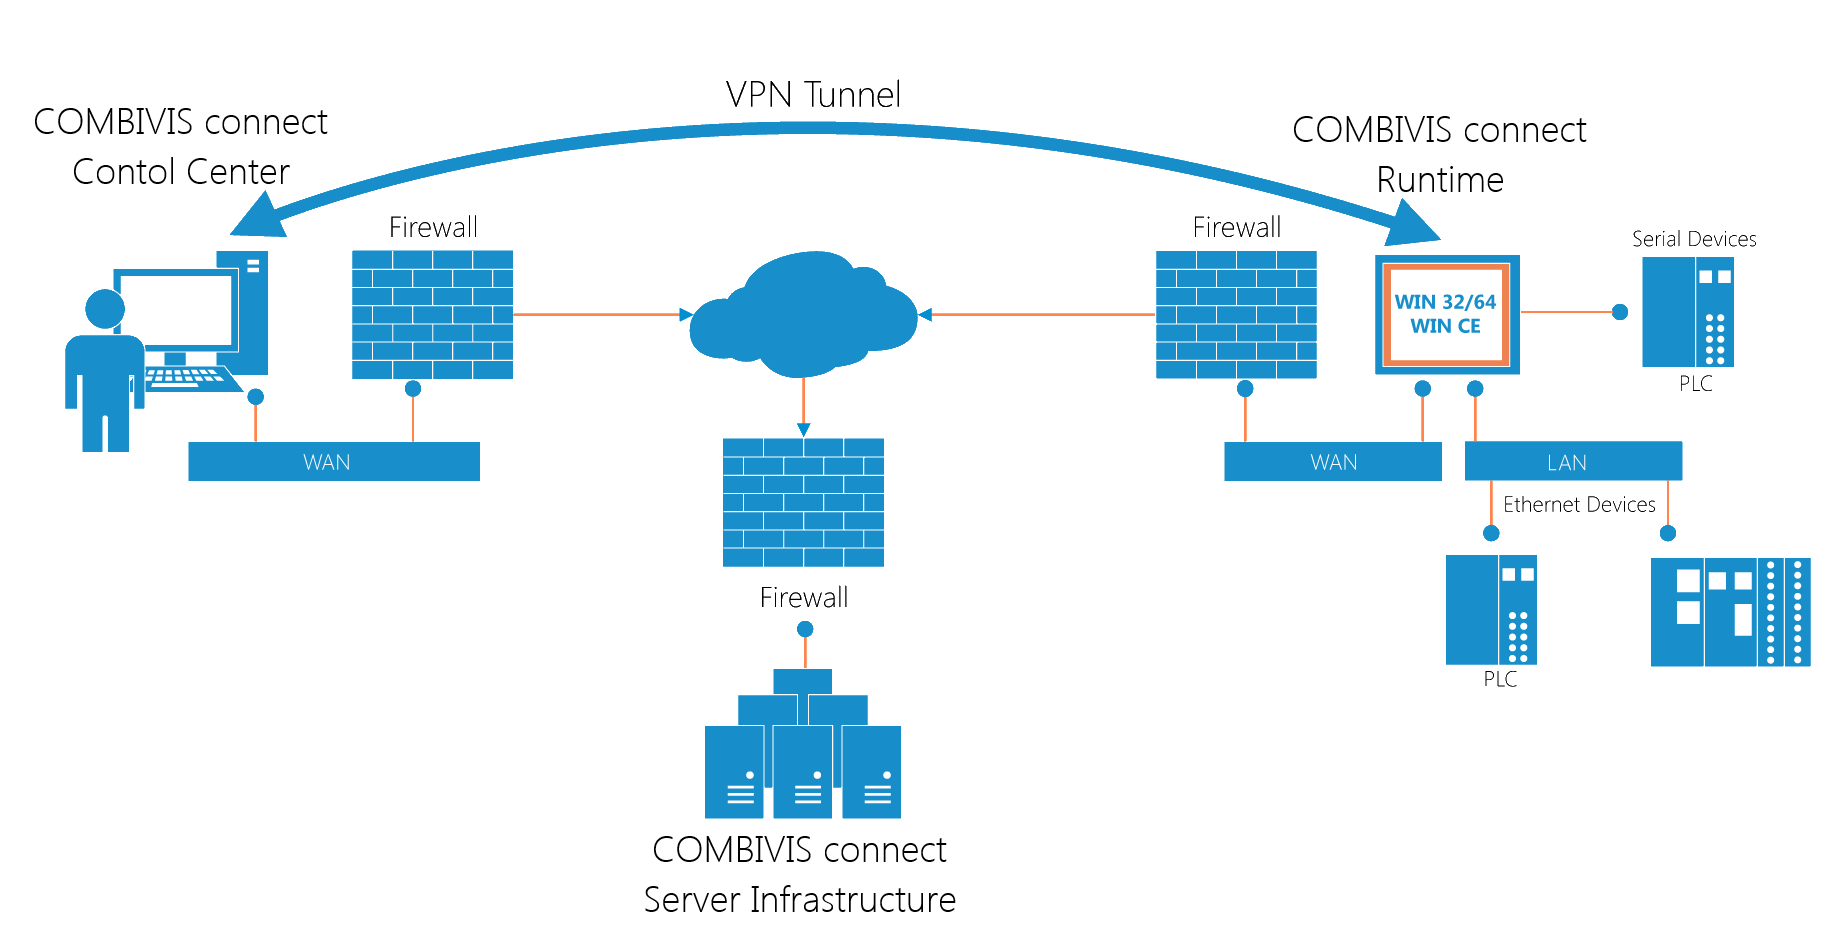 VPN Tunnel
COMBIVIS connect
Contol Center
COMBIVIS connect
Runtime
Firewall
Firewall
Serial Devices
WIN 32/64
WIN CE
PLC
WAN
WAN
LAN
Ethernet Devices
Firewall
PLC
COMBIVIS connect
Server Infrastructure